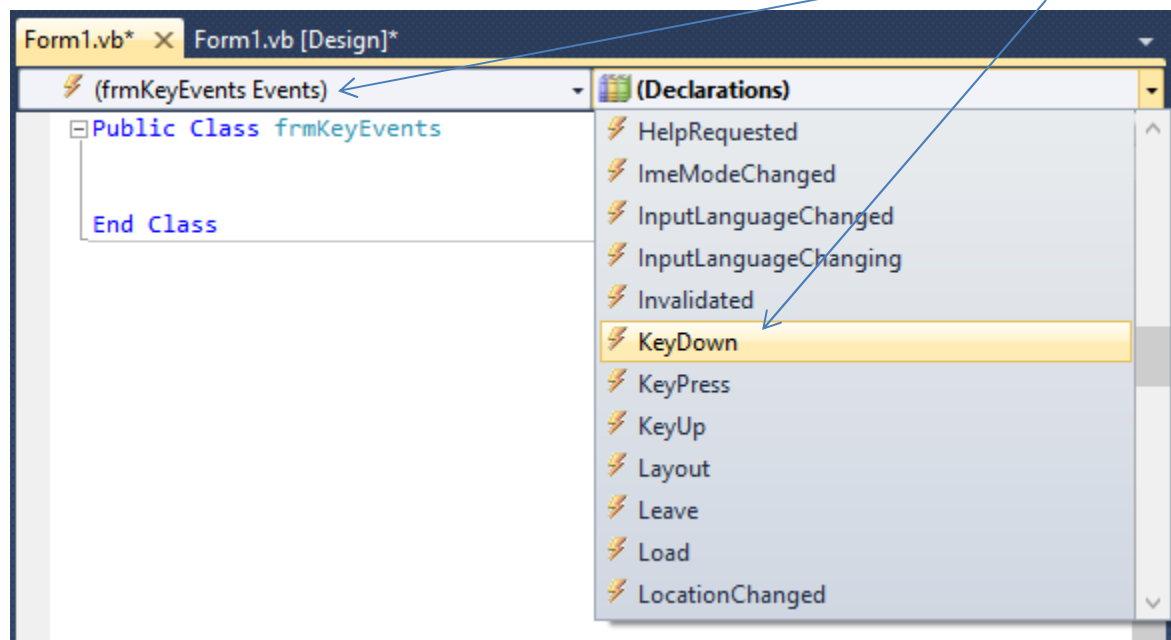 Form1.vb* Form1.vb [Design]*
(frmKeyEvents Events) (Declarations)
Public Class frmKeyEvents
End Class
HelpRequested
ImeModeChanged
InputLanguageChanged
InputLanguageChanging
Invalidated
KeyDown
KeyPress
KeyUp
Layout
Leave
Load
LocationChanged